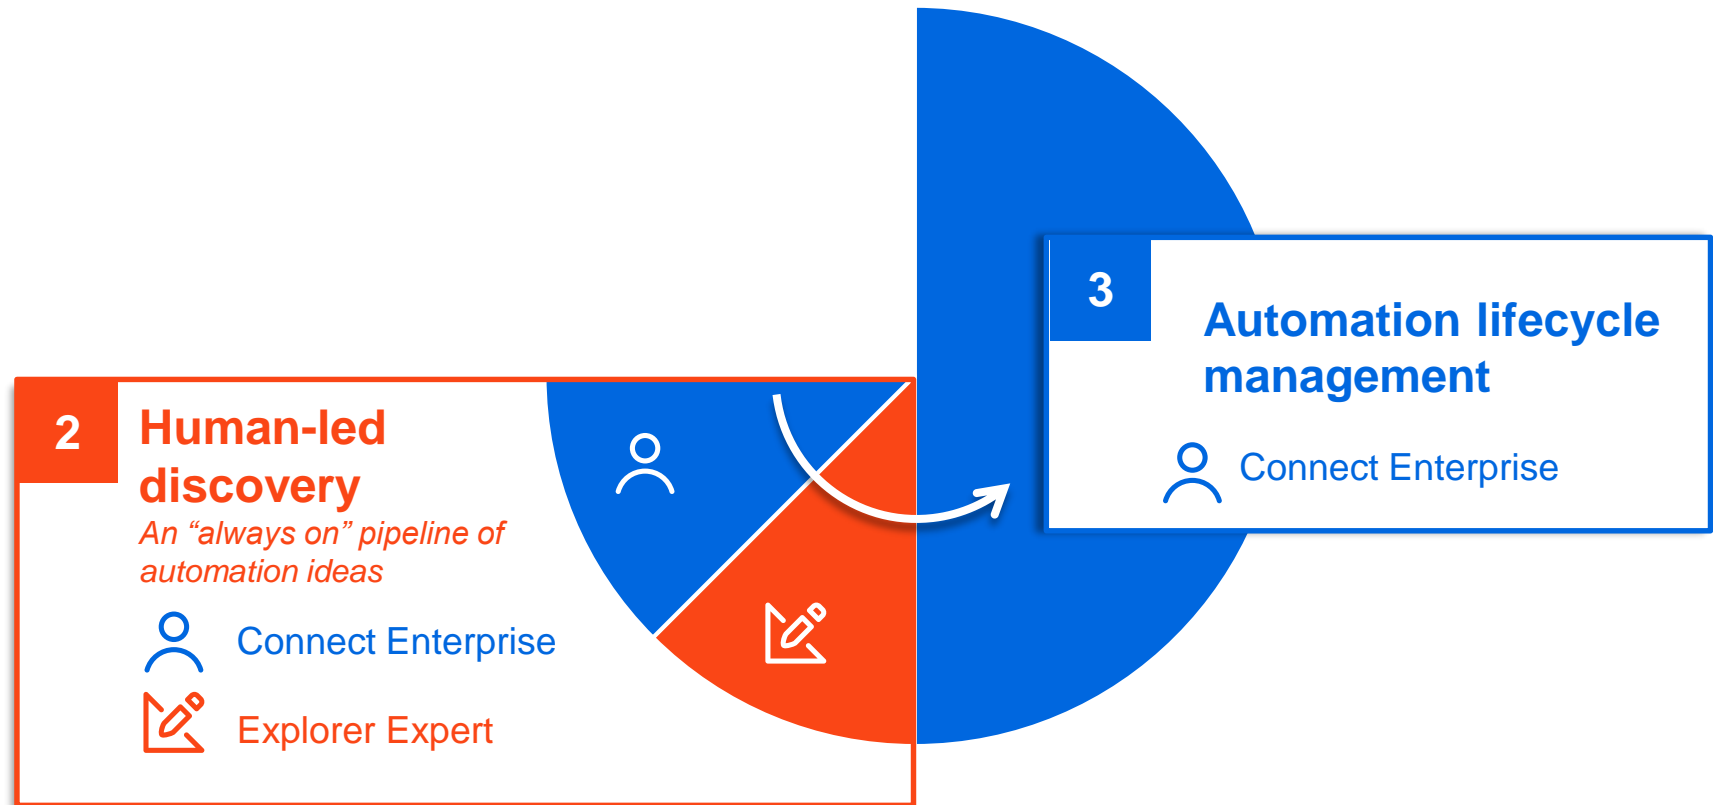 2
Human-led
discovery
An “always on” pipeline of
automation ideas
Connect Enterprise
Explorer Expert
3
Automation lifecycle
management
Connect Enterprise